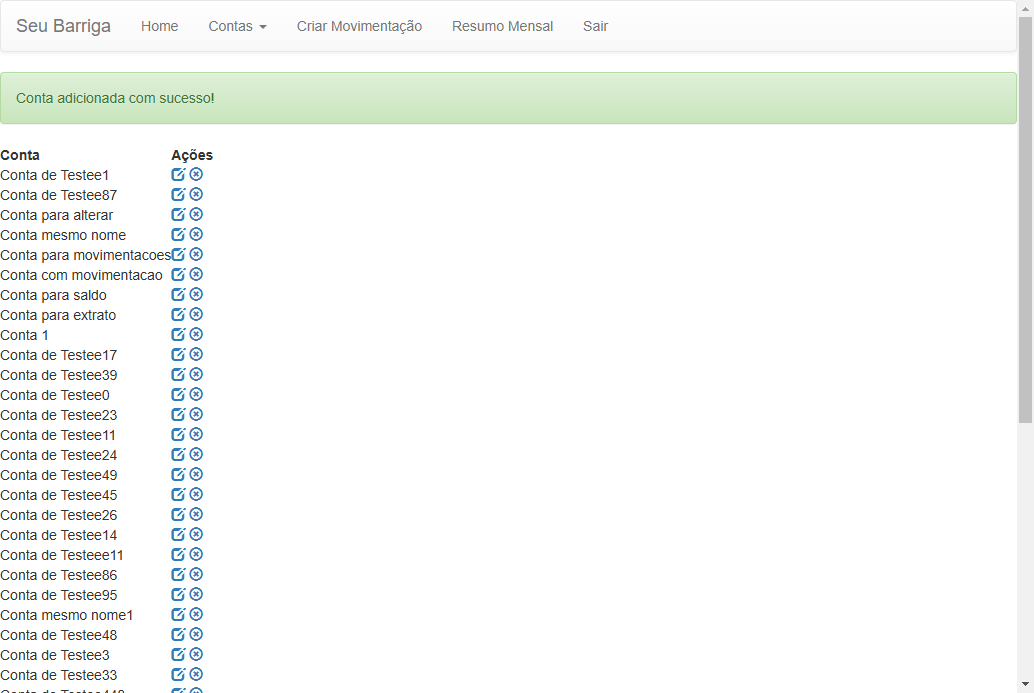 Seu Barriga Home Contas Criar Movimentação Resumo Mensal Sair
Conta adicionada com sucesso!
Conta Ações
Conta de Testee1
Conta de Testee87
Conta para alterar
Conta mesmo nome
Conta para movimentacoes
Conta com movimentacao
Conta para saldo
Conta para extrato
Conta 1
Conta de Testee17
Conta de Testee39
Conta de Testee0
Conta de Testee23
Conta de Testee11
Conta de Testee24
Conta de Testee49
Conta de Testee45
Conta de Testee26
Conta de Testee14
Conta de Testeee11
Conta de Testee86
Conta de Testee95
Conta mesmo nome1
Conta de Testee48
Conta de Testee3
Conta de Testee33
Conta de